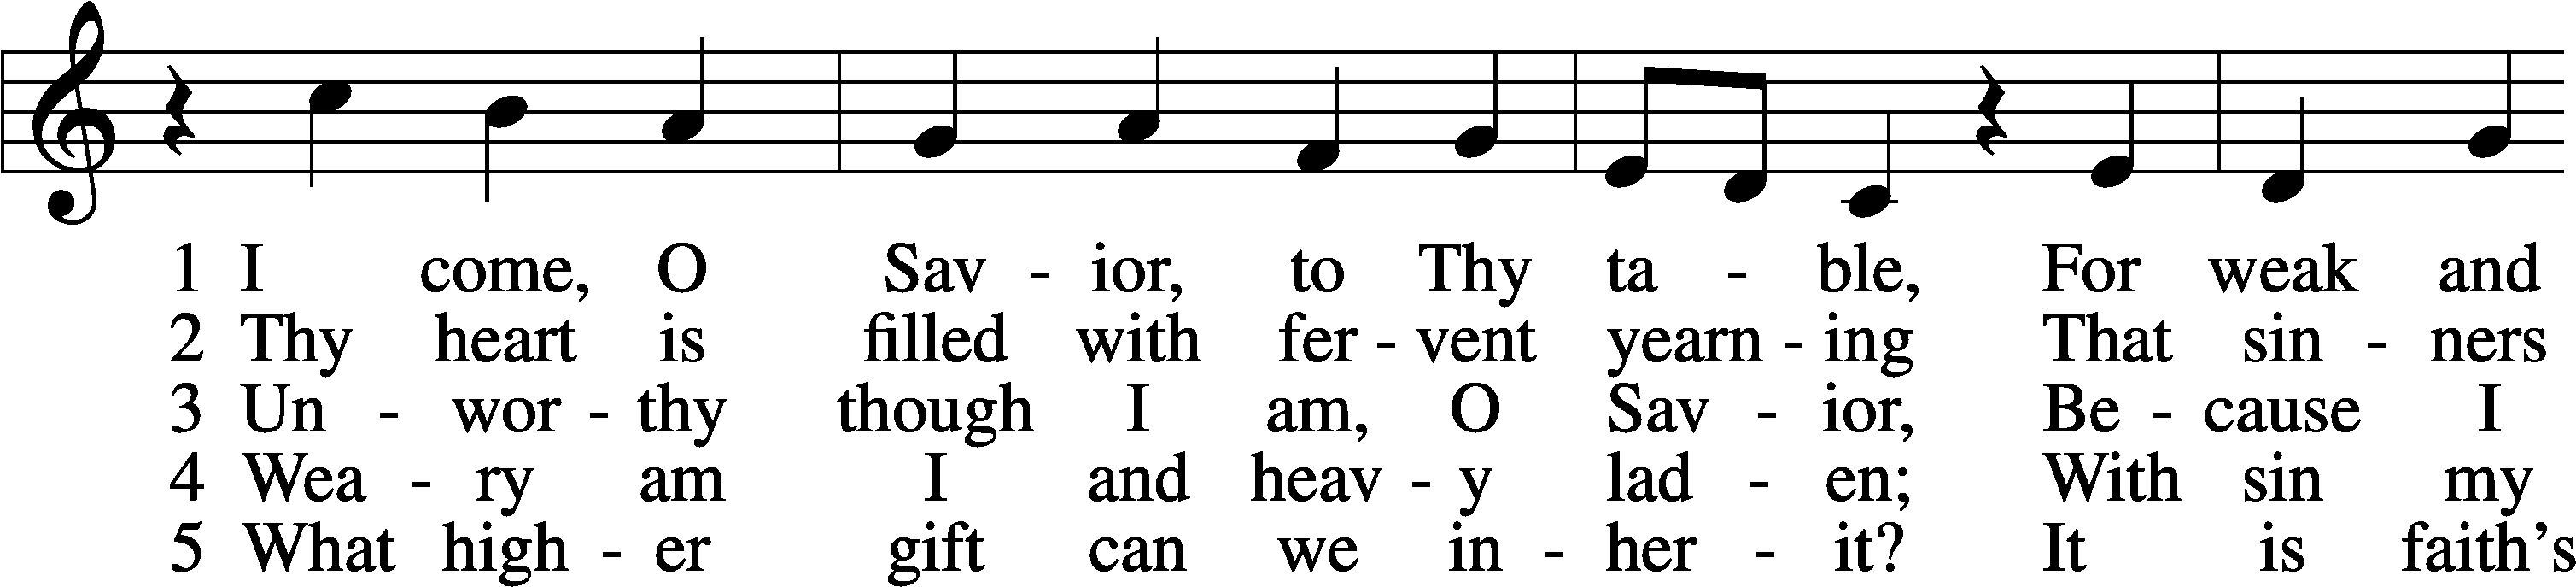 1 I come, O Sav - ior, to Thy ta - ble, For weak and
2 Thy heart is filled with fer - vent yearn - ing That sin - ners
3 Un - wor - thy though I am, O Sav - ior, Be - cause I
4 Wea - ry am I and heav - y lad - en; With sin my
5 What high - er gift can we in - her - it? It is faith's